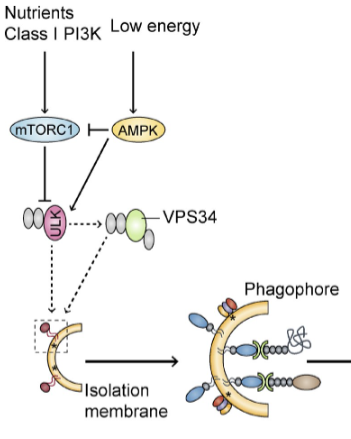 Nutrients
Class I PI3K
Low energy
mTORC1
AMPK
ULK
VPS34
Phagophore
Isolation
membrane